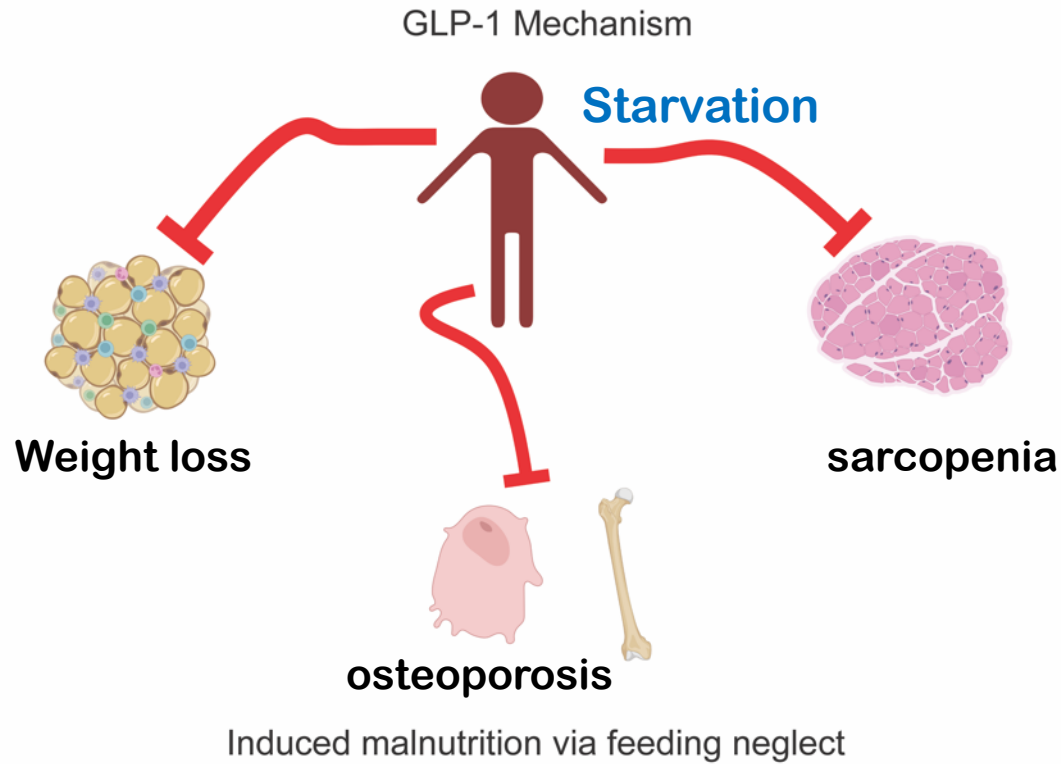 GLP-1 Mechanism
Starvation
Weight loss
sarcopenia
osteoporosis
Induced malnutrition via feeding neglect